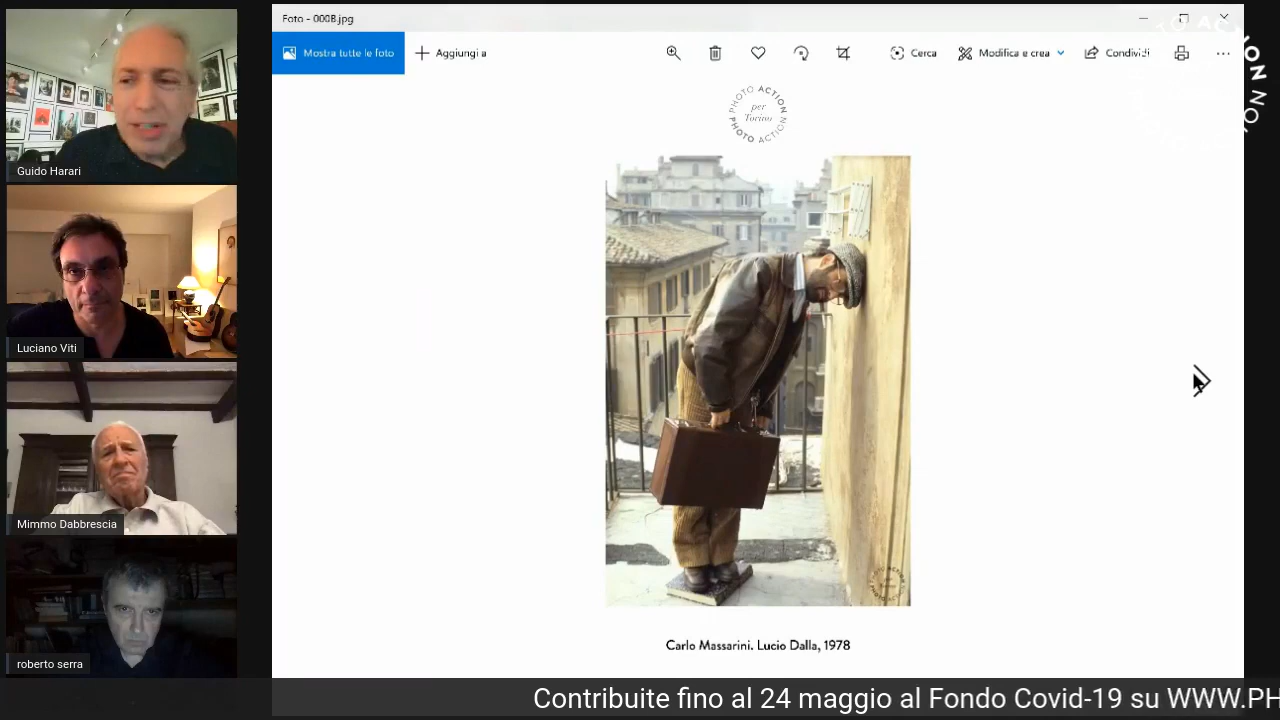 Foto - 0008.jpg
Mostra tutte le foto
Aggiungi a
Cerca
Modifica e crea
Condividi
PHOTO ACTION
per
Torino
PHOTO ACTION
Guido Harari
Luciano Viti
Mimmo Dabbrescia
roberto serra
Carlo Massarini. Lucio Dalla, 1978
Contribuite fino al 24 maggio al Fondo Covid-19 su WWW.PH